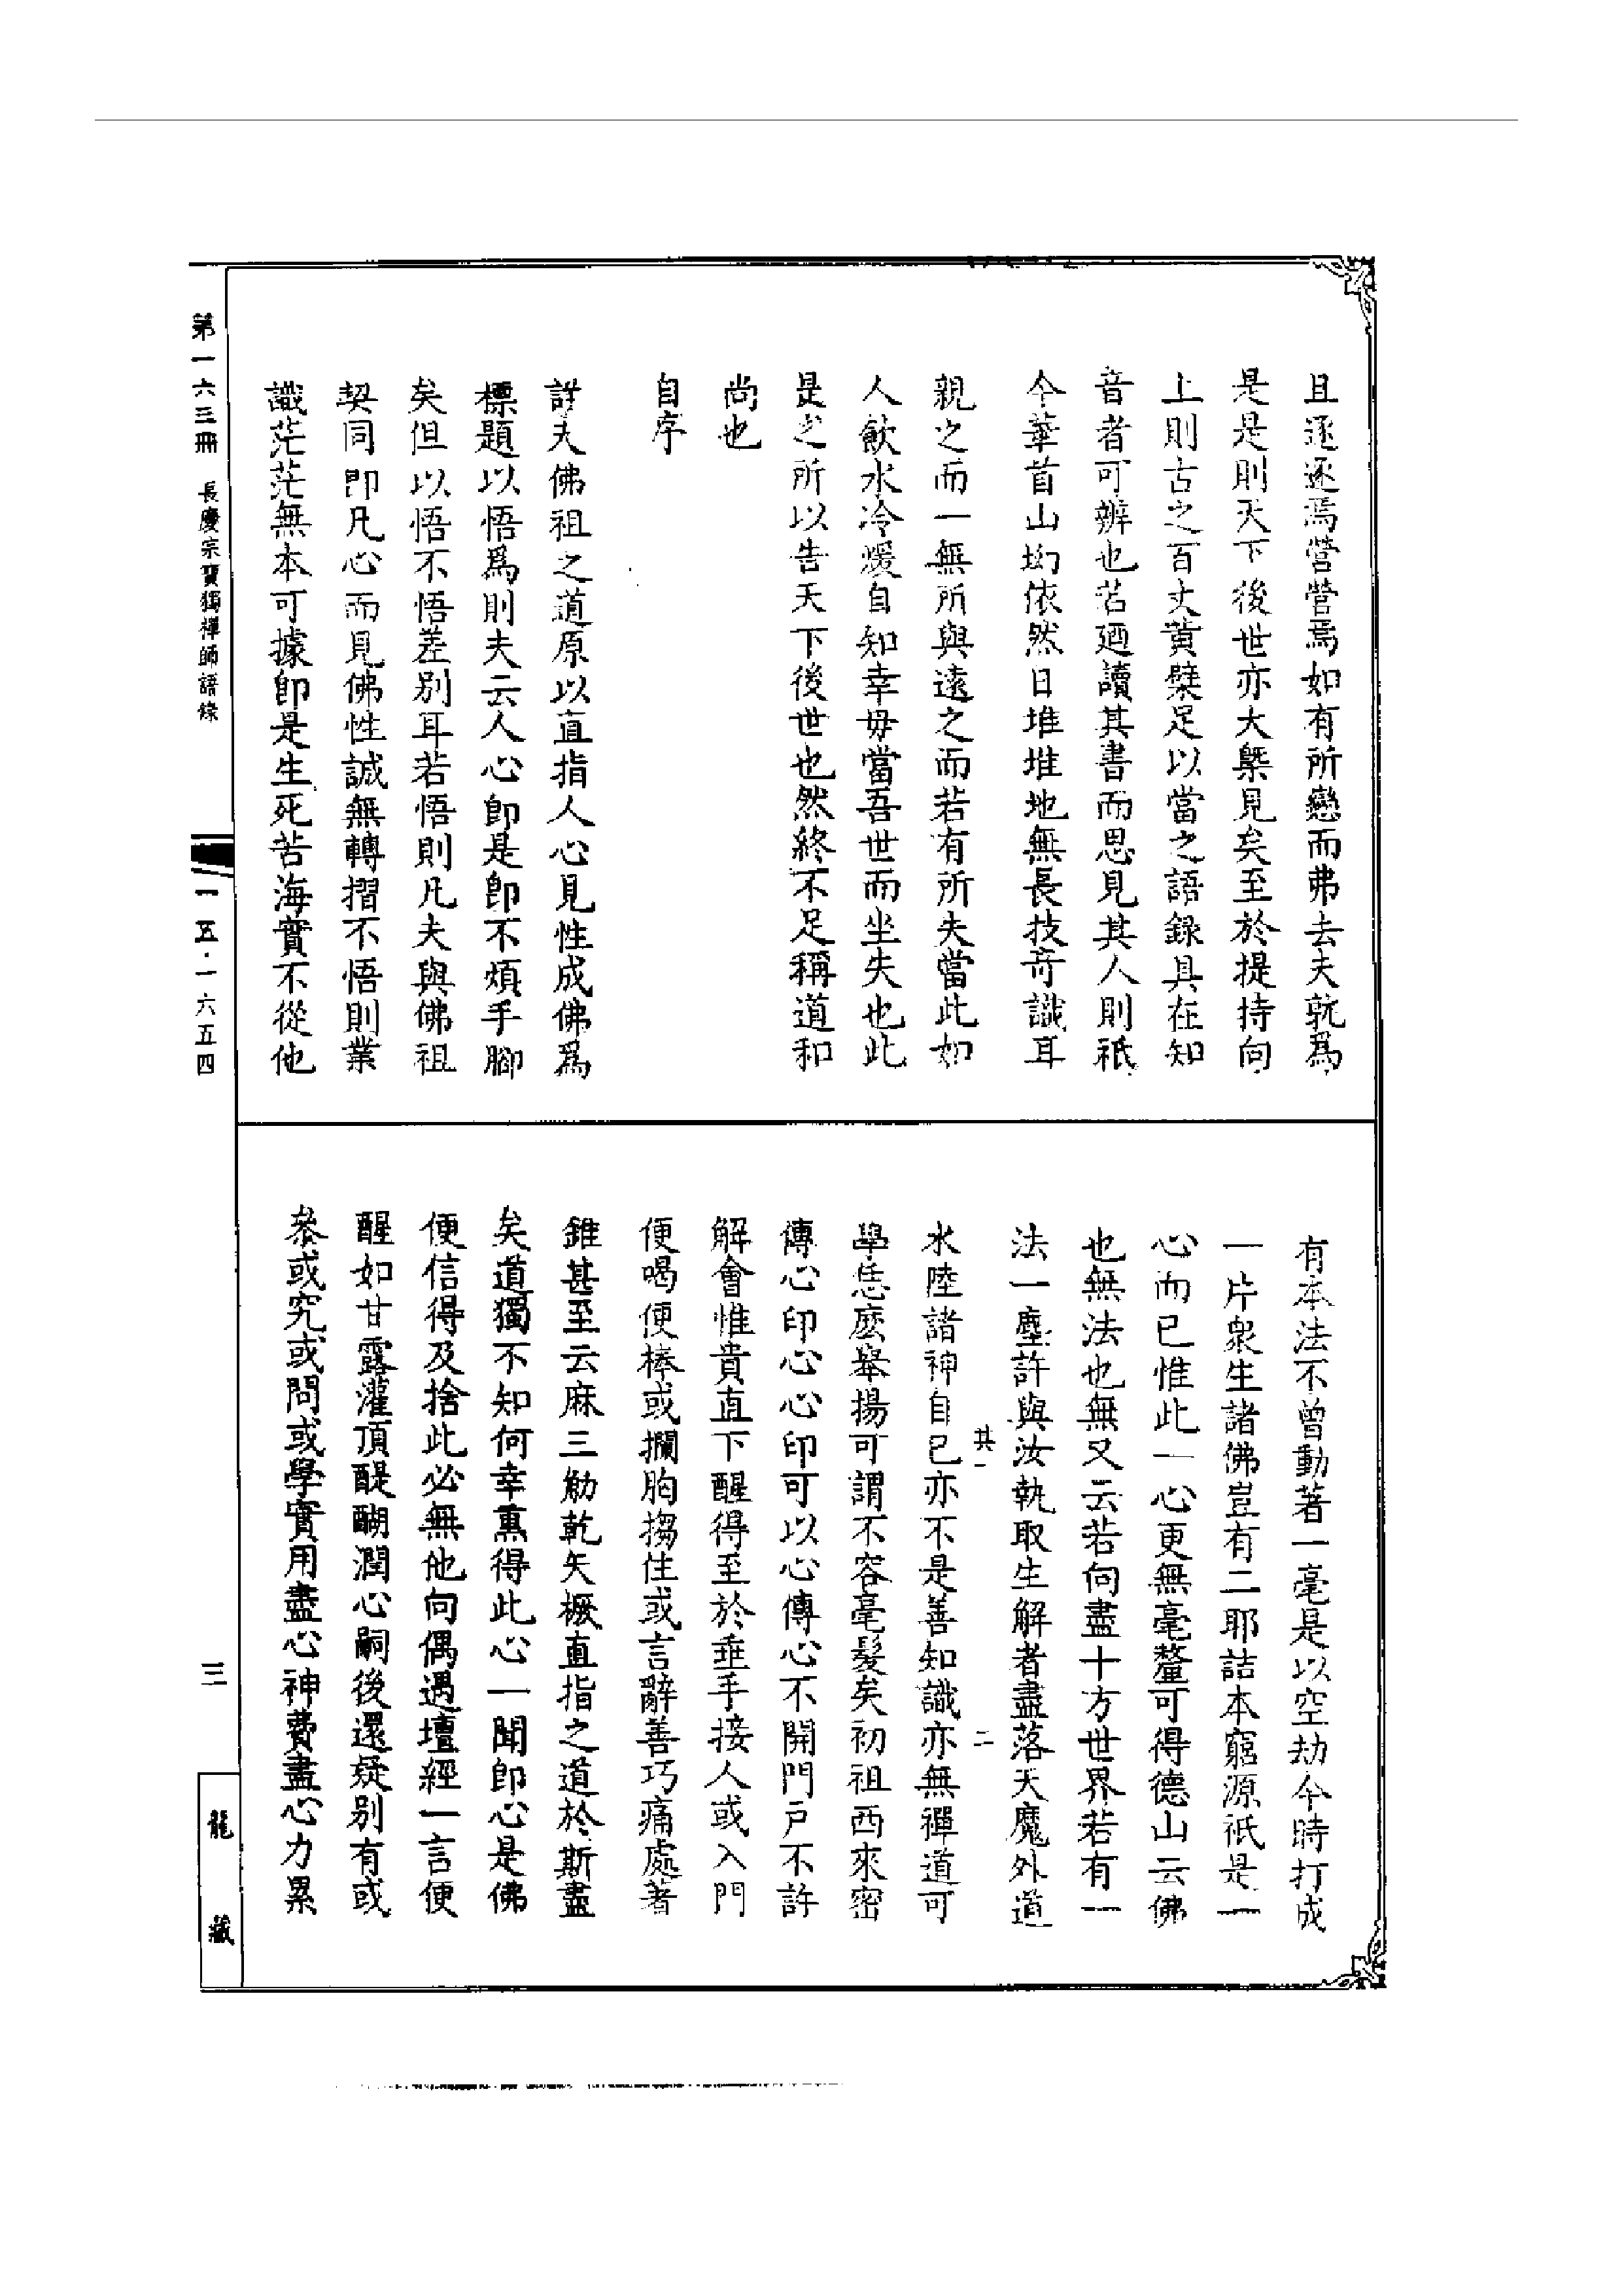 且逐逐焉營營焉如有所戀而弗去夫孰爲
是是則天下後世亦大槩見矣至於提持向
上則古之百丈黄檗足以當之語録具在知
音者可辨也若廼讀其書而思見其人則祇
今華首山坳依然日堆堆地無長技奇識耳
親之而一無所與遠之而若有所失當此如
人飲水冷煖自知幸毋當吾世而坐失也此
是之所以告天下後世也然終不足稱道和
尚也
自序
詳夫佛祖之道原以直指人心見性成佛爲
標題以悟爲則夫云人心卽是卽不煩手腳
矣但以悟不悟差別耳若悟則凡夫與佛祖
契同卽凡心而見佛性誠無轉摺不悟則業
識茫茫無本可據卽是生死苦海實不從他
有本法不曾動著一毫是以空劫今時打成
一片衆生諸佛豈有二耶詰本窮源祇是一
心而已惟此一心更無毫釐可得德山云佛
也無法也無又云若向盡十方世界若有一
法一塵許與汝執取生解者盡落天魔外道
其一 二
水陸諸神自已亦不是善知識亦無禪道可
學恁麽舉揚可謂不容毫髮矣初祖西來密
傳心印心心印可以心傳心不開門戶不許
解會惟貴直下醒得至於垂手接人或入門
便喝便棒或攔胸搊住或言辭善巧痛處著
錐甚至云麻三觔乾矢橛直指之道於斯盡
矣道獨不知何幸熏得此心一聞卽心是佛
便信得及捨此必無他向偶遇壇經一言便
醒如甘露灌頂醍醐潤心嗣後還疑別有或
叅或究或問或學實用盡心神費盡心力累
第一六三冊 長慶宗寶獨禪師語錄
一五·一六五四
三
龍藏